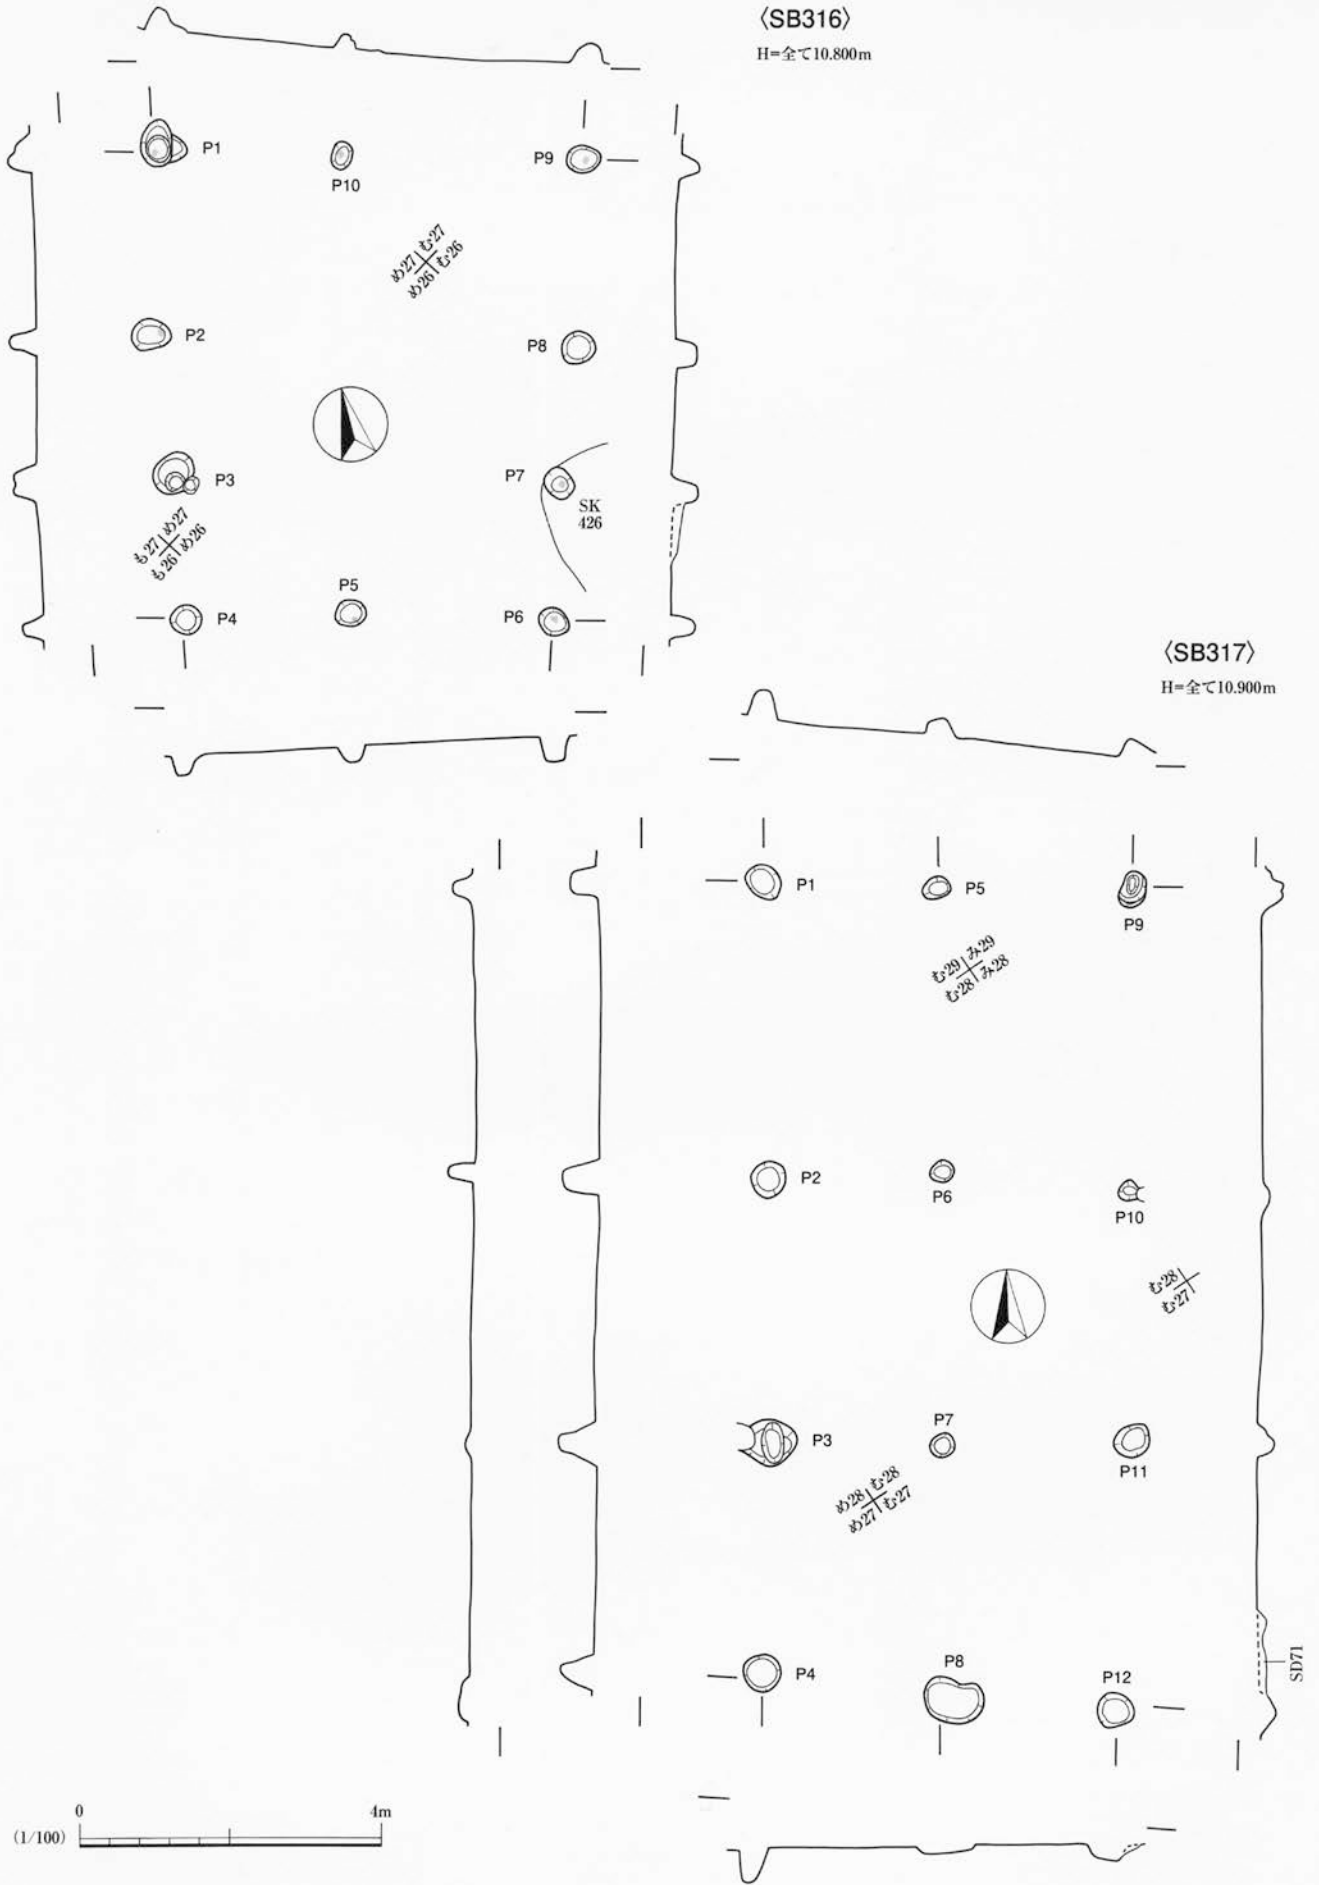 〈SB316〉
H=全て10.800m
P1
P10
P9
め27 む27
め26 む26
P2
P8
P3
P7
SK
426
も27 め27
も26 め26
P5
P4
P6
〈SB317〉
H=全て10.900m
P1
P5
P9
む29 み29
む28 み28
P2
P6
P10
む28
む27
P3
P7
P11
め28 む28
め27 む27
P4
P8
P12
SD71
0 4m
(1/100)